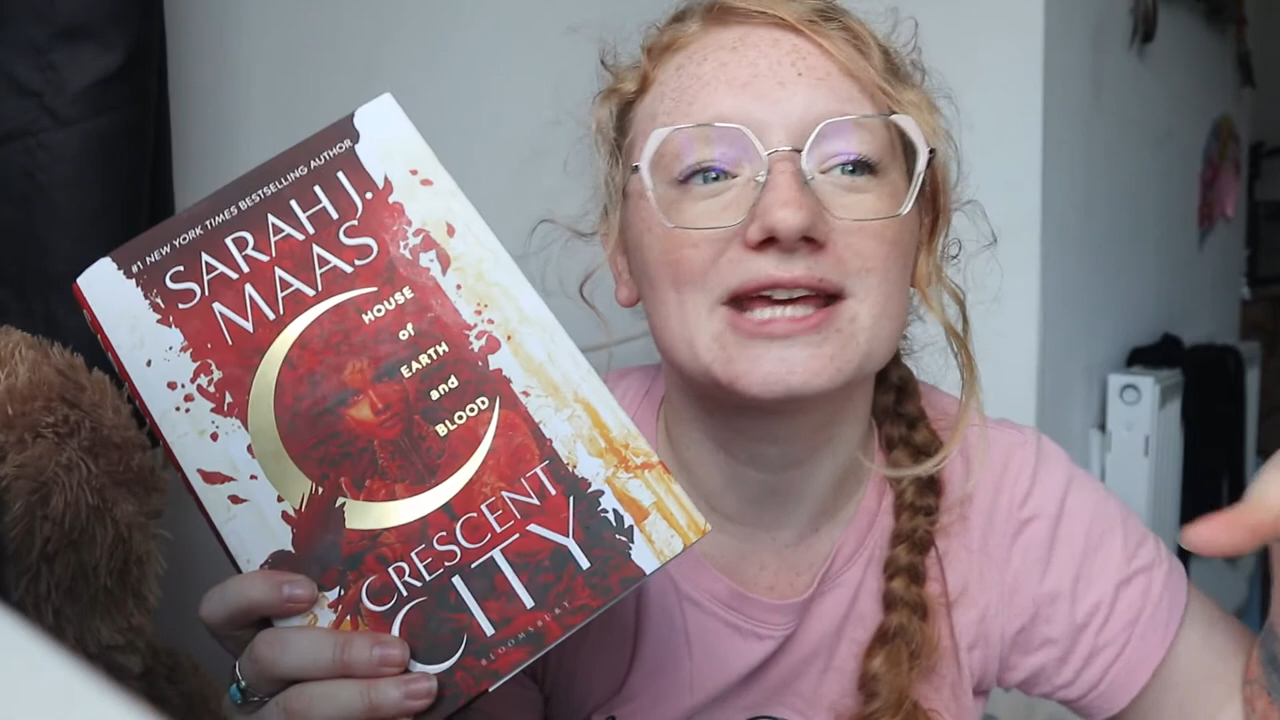 #1 NEW YORK TIMES BESTSELLING AUTHOR
SARAH J.
MAAS
HOUSE
of
EARTH
and
BLOOD
CRESCENT
CITY
BLOOMSBURY